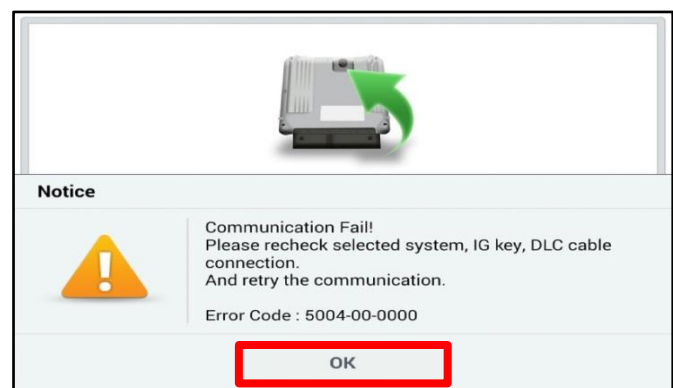 Notice
Communication Fail!
Please recheck selected system, IG key, DLC cable
connection.
And retry the communication.
Error Code : 5004-00-0000
OK